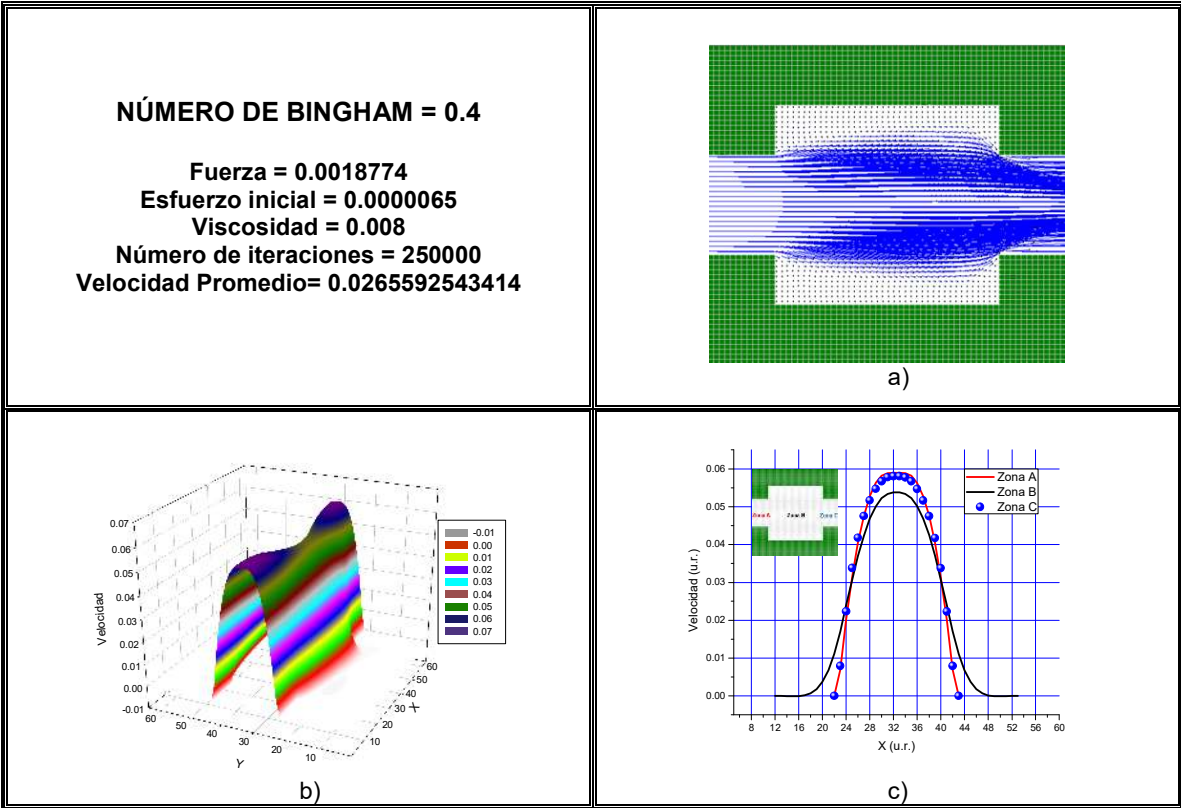 NÚMERO DE BINGHAM = 0.4
Fuerza = 0.0018774
Esfuerzo inicial = 0.0000065
Viscosidad = 0.008
Número de iteraciones = 250000
Velocidad Promedio= 0.0265592543414
a)
0.07
0.06
0.05
0.04
0.03
0.02
0.01
0.00
-0.01
Velocidad
60
50
40
30
20
10
Y
10
20
30
40
50
60
X
-0.01
0.00
0.01
0.02
0.03
0.04
0.05
0.06
0.07
b)
0.06
0.05
0.04
0.03
0.02
0.01
0.00
Velocidad (u.r.)
Zona A
Zona B
Zona C
Zona A
Zona B
Zona C
8 12 16 20 24 28 32 36 40 44 48 52 56 60
X (u.r.)
c)